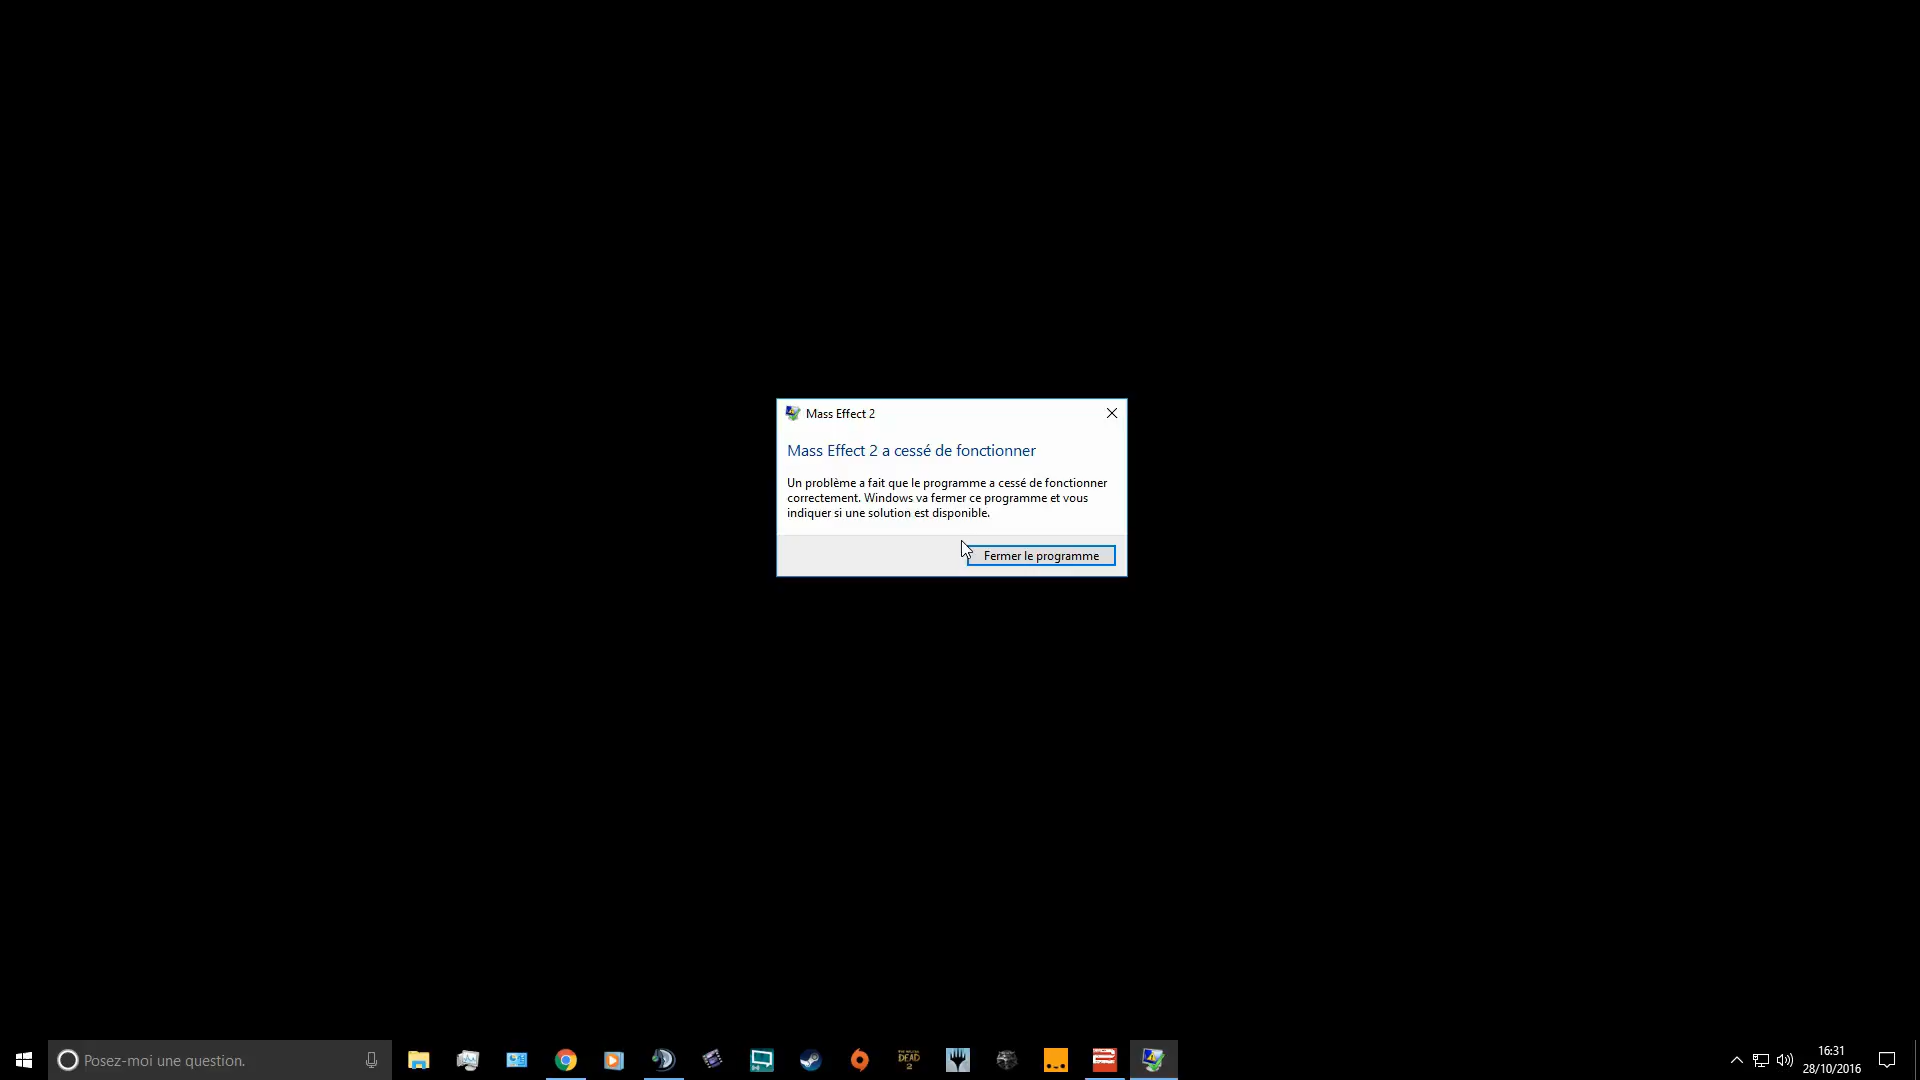 Mass Effect 2
Mass Effect 2 a cessé de fonctionner
Un problème a fait que le programme a cessé de fonctionner
correctement. Windows va fermer ce programme et vous
indiquer si une solution est disponible.
Fermer le programme
Posez-moi une question.
DEAD
2
16:31
28/10/2016